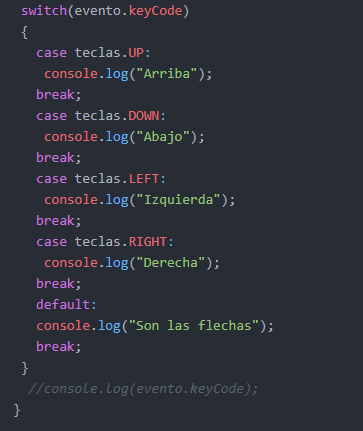 switch(evento.keyCode)
{
case teclas.UP:
console.log("Arriba");
break;
case teclas.DOWN:
console.log("Abajo");
break;
case teclas.LEFT:
console.log("Izquierda");
break;
case teclas.RIGHT:
console.log("Derecha");
break;
default:
console.log("Son las flechas");
break;
}
//console.log(evento.keyCode);
}